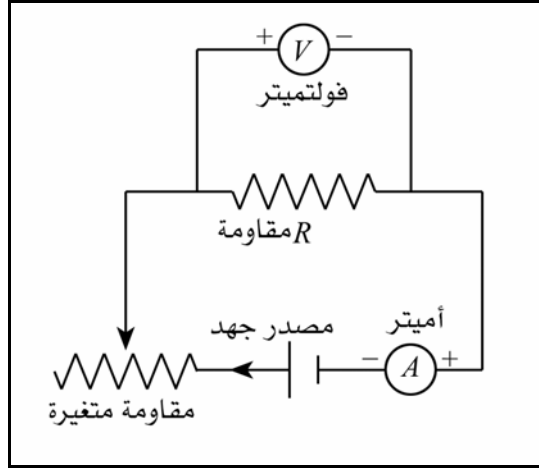 + V −
فولتميتر
مقاومة R
مصدر جهد
أميتر
− A +
مقاومة متغيرة